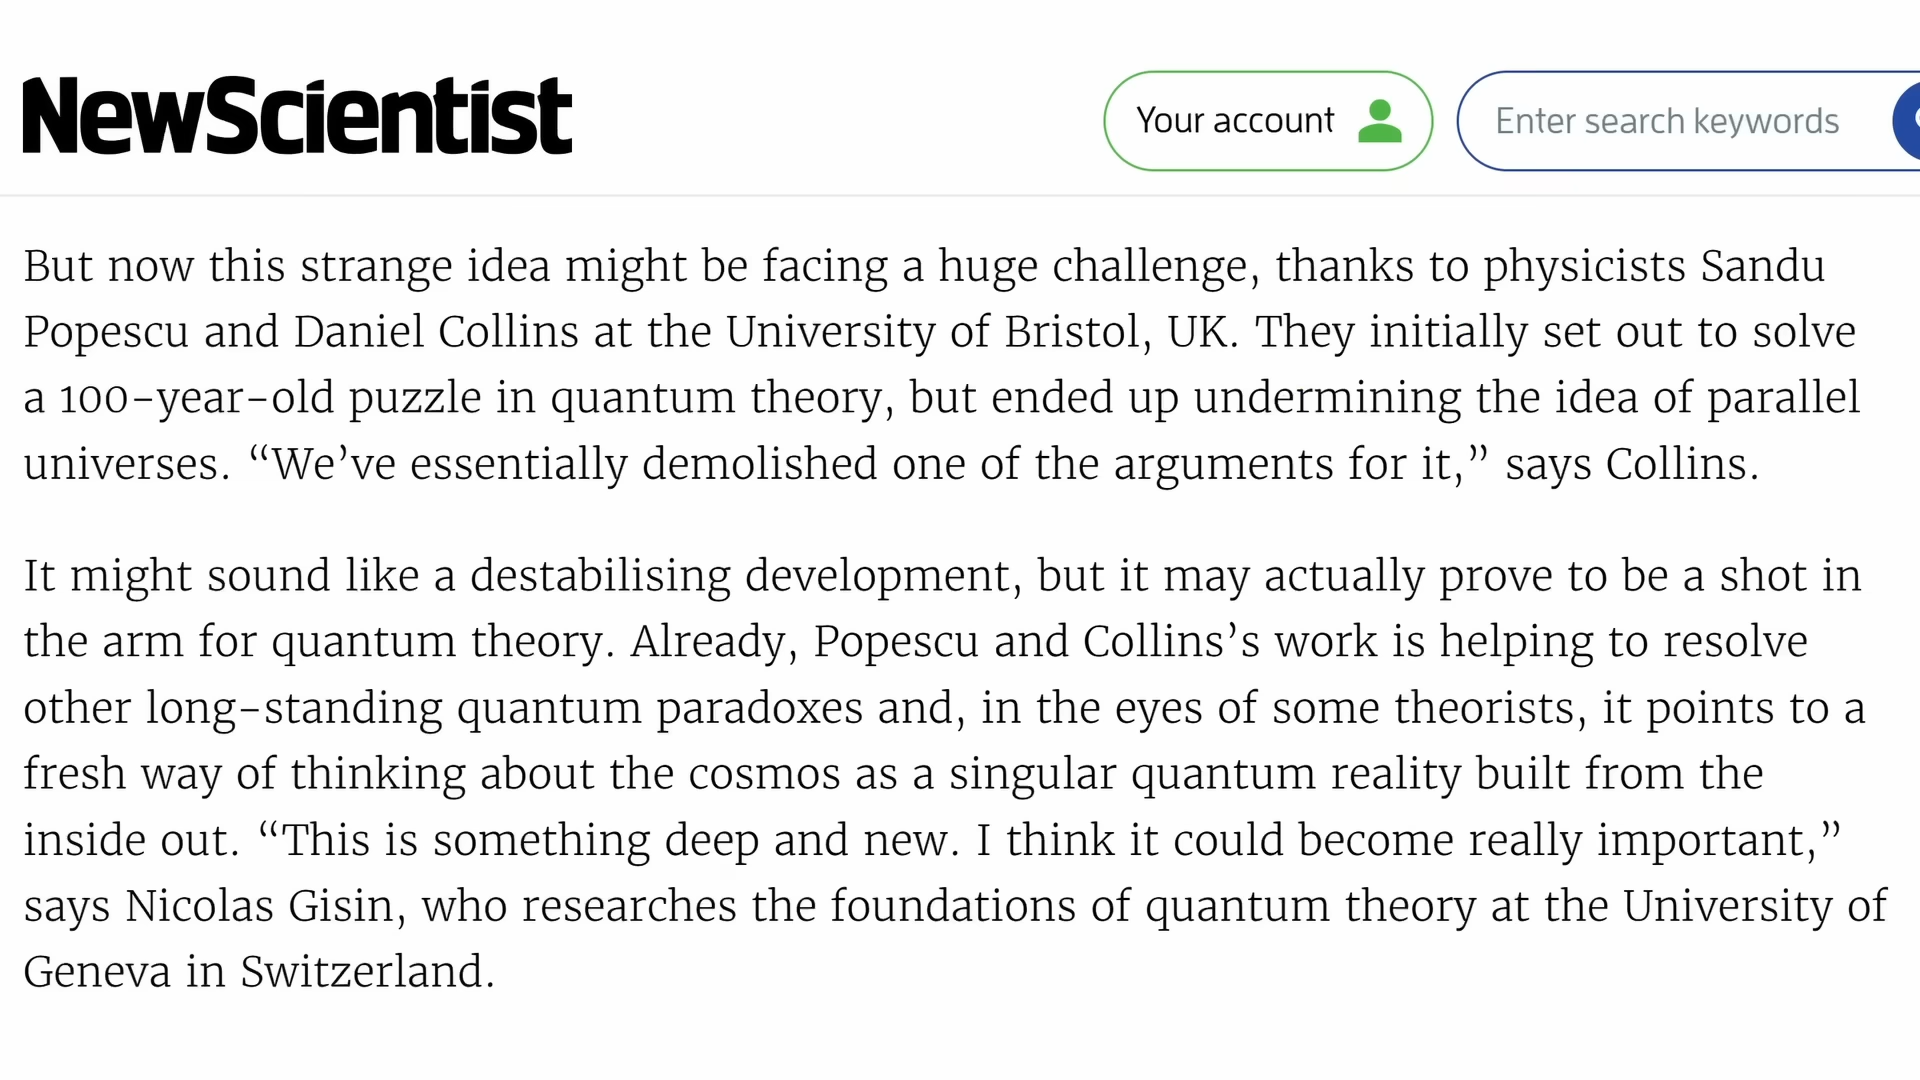 NewScientist
Your account
Enter search keywords
But now this strange idea might be facing a huge challenge, thanks to physicists Sandu
Popescu and Daniel Collins at the University of Bristol, UK. They initially set out to solve
a 100-year-old puzzle in quantum theory, but ended up undermining the idea of parallel
universes. “We’ve essentially demolished one of the arguments for it,” says Collins.
It might sound like a destabilising development, but it may actually prove to be a shot in
the arm for quantum theory. Already, Popescu and Collins’s work is helping to resolve
other long-standing quantum paradoxes and, in the eyes of some theorists, it points to a
fresh way of thinking about the cosmos as a singular quantum reality built from the
inside out. “This is something deep and new. I think it could become really important,”
says Nicolas Gisin, who researches the foundations of quantum theory at the University of
Geneva in Switzerland.